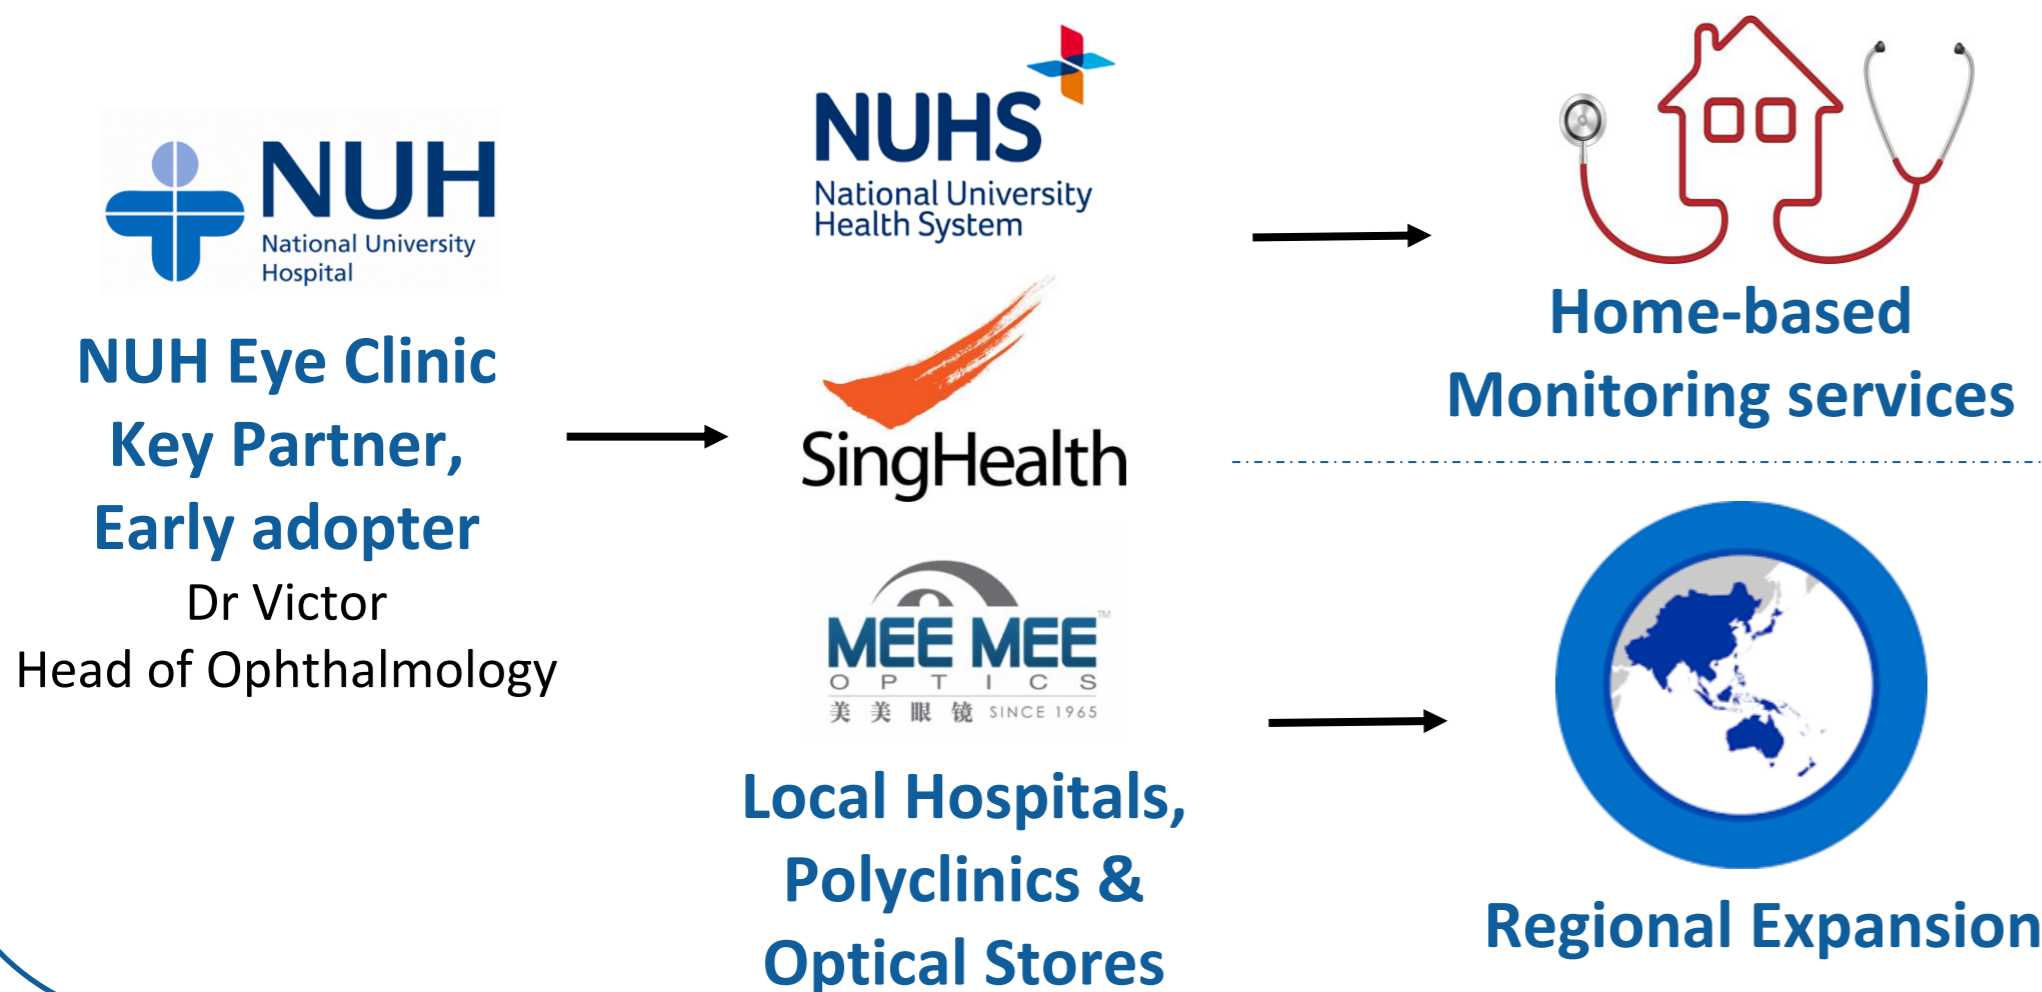 NUH
National University
Hospital
NUH Eye Clinic
Key Partner,
Early adopter
Dr Victor
Head of Ophthalmology
NUHS
National University
Health System
SingHealth
MEE MEE™
OPTICS
美美眼镜 SINCE 1965
Local Hospitals,
Polyclinics &
Optical Stores
Home-based
Monitoring services
Regional Expansion